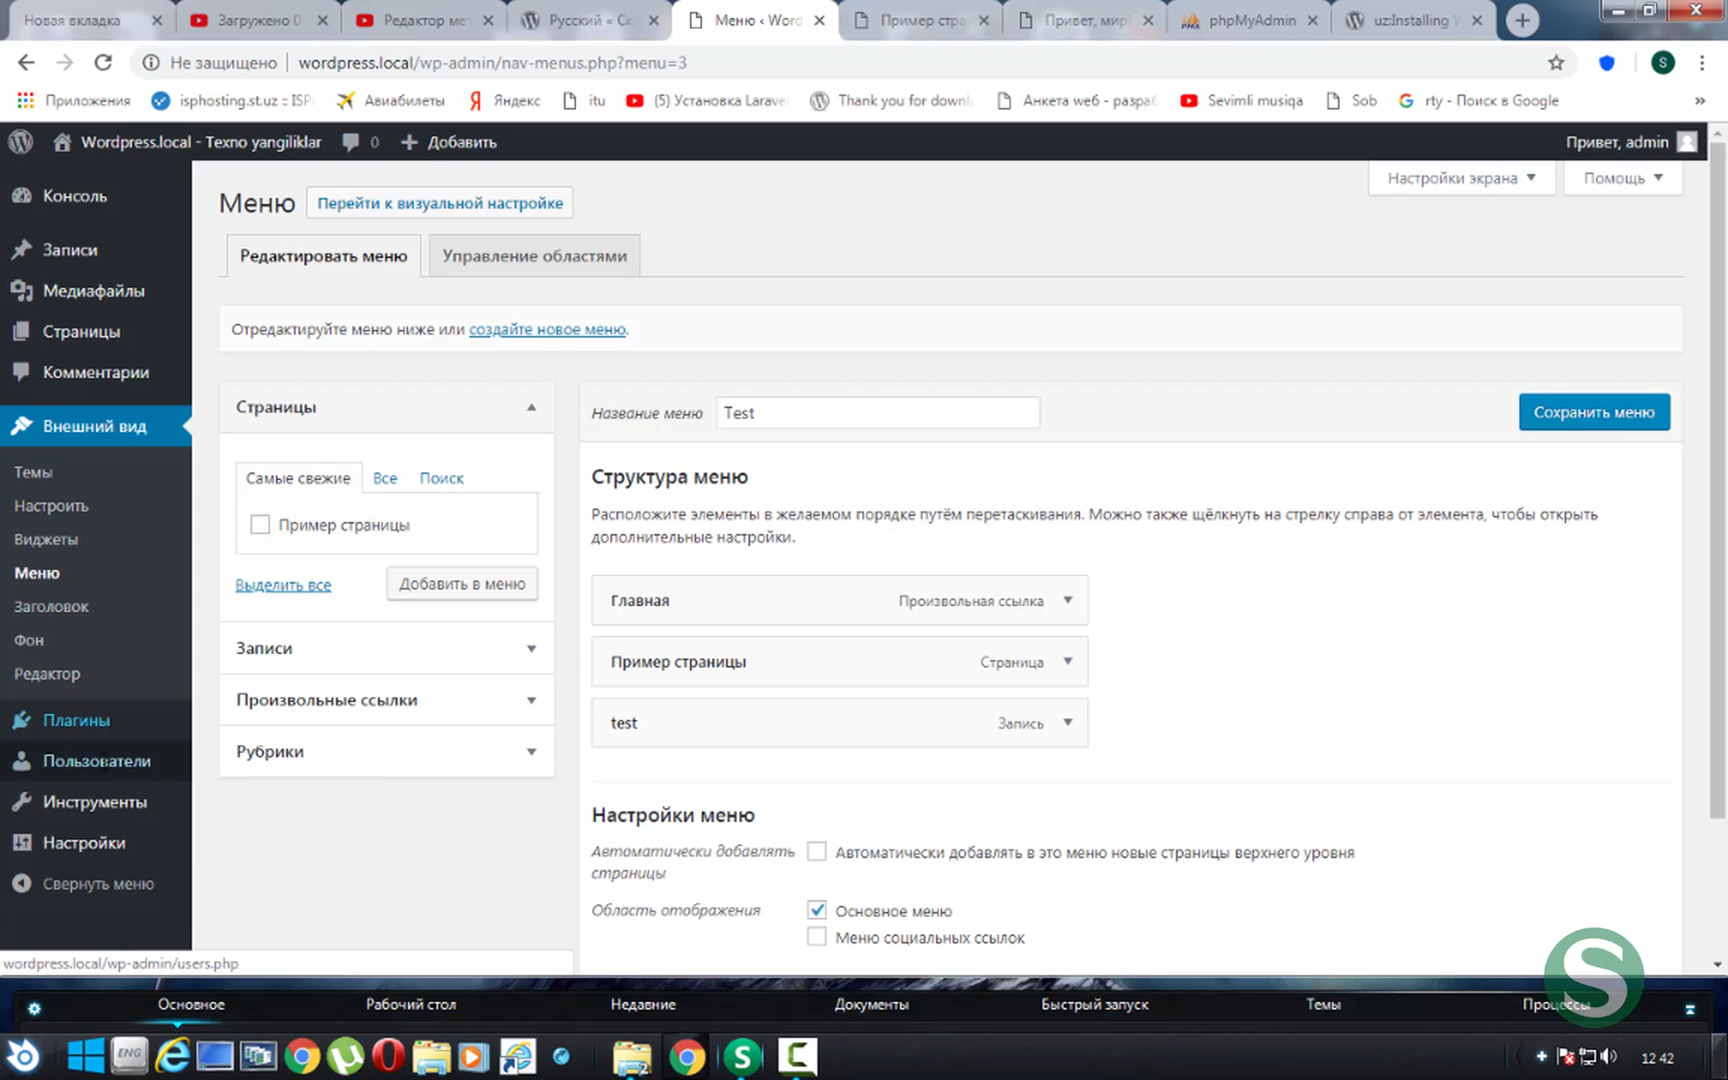 Новая вкладка
Загружено 0
Редактор мет
Русский « Ск
Меню ‹ Word
Пример стра
Привет, мир!
phpMyAdmin
uz:Installing W
Не защищено
wordpress.local/wp-admin/nav-menus.php?menu=3
S
Приложения
isphosting.st.uz :: ISP
Авиабилеты
Яндекс
itu
(5) Установка Larave
Thank you for downl
Анкета web - разраб
Sevimli musiqa
Sob
rty - Поиск в Google
Wordpress.local - Texno yangiliklar
0
Добавить
Привет, admin
Настройки экрана
Помощь
Консоль
Записи
Медиафайлы
Страницы
Комментарии
Внешний вид
Темы
Настроить
Виджеты
Меню
Заголовок
Фон
Редактор
Плагины
Пользователи
Инструменты
Настройки
Свернуть меню
Меню
Перейти к визуальной настройке
Редактировать меню
Управление областями
Отредактируйте меню ниже или создайте новое меню.
Страницы
Самые свежие
Все
Поиск
Пример страницы
Выделить все
Добавить в меню
Записи
Произвольные ссылки
Рубрики
Название меню
Test
Сохранить меню
Структура меню
Расположите элементы в желаемом порядке путём перетаскивания. Можно также щёлкнуть на стрелку справа от элемента, чтобы открыть
дополнительные настройки.
Главная
Произвольная ссылка
Пример страницы
Страница
test
Запись
Настройки меню
Автоматически добавлять
страницы
Автоматически добавлять в это меню новые страницы верхнего уровня
Область отображения
Основное меню
Меню социальных ссылок
wordpress.local/wp-admin/users.php
Основное
Рабочий стол
Недавние
Документы
Быстрый запуск
Темы
Процессы
S
ENG
S
C
12 42